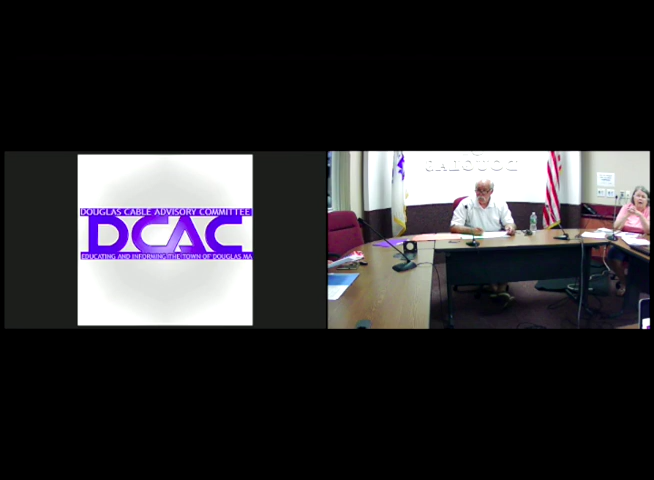 DOUGLAS CABLE ADVISORY COMMITTEE
DCAC
EDUCATING AND INFORMING THE TOWN OF DOUGLAS MA